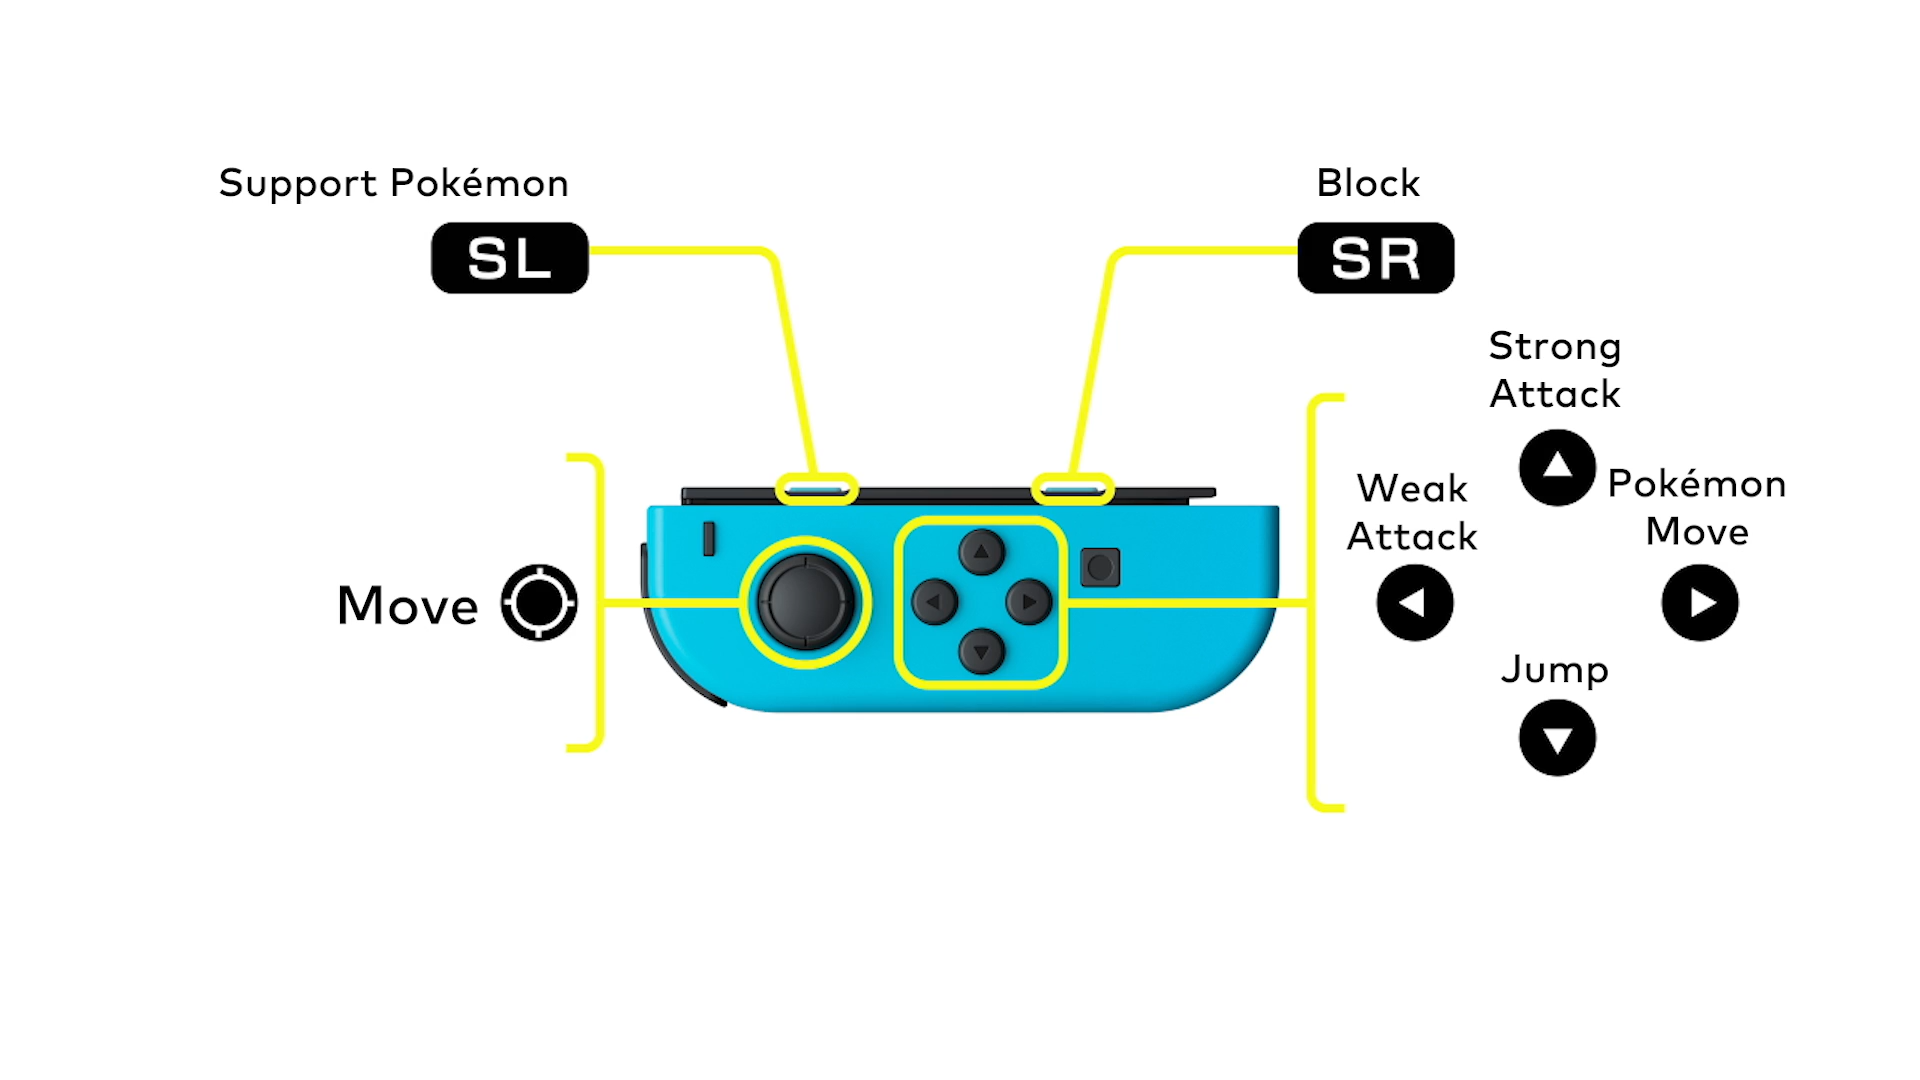 Support Pokémon
SL
Block
SR
Strong
Attack
Weak
Attack
Pokémon
Move
Move
Jump